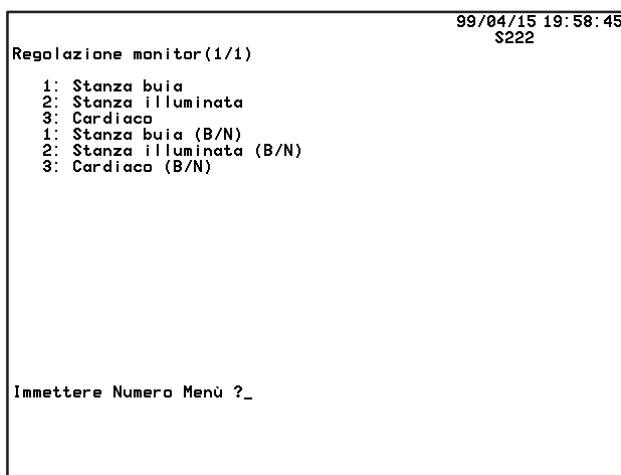 99/04/15 19:58:45
S222
Regolazione monitor(1/1)
1: Stanza buia
2: Stanza illuminata
3: Cardiaco
1: Stanza buia (B/N)
2: Stanza illuminata (B/N)
3: Cardiaco (B/N)
Immettere Numero Menù ?_